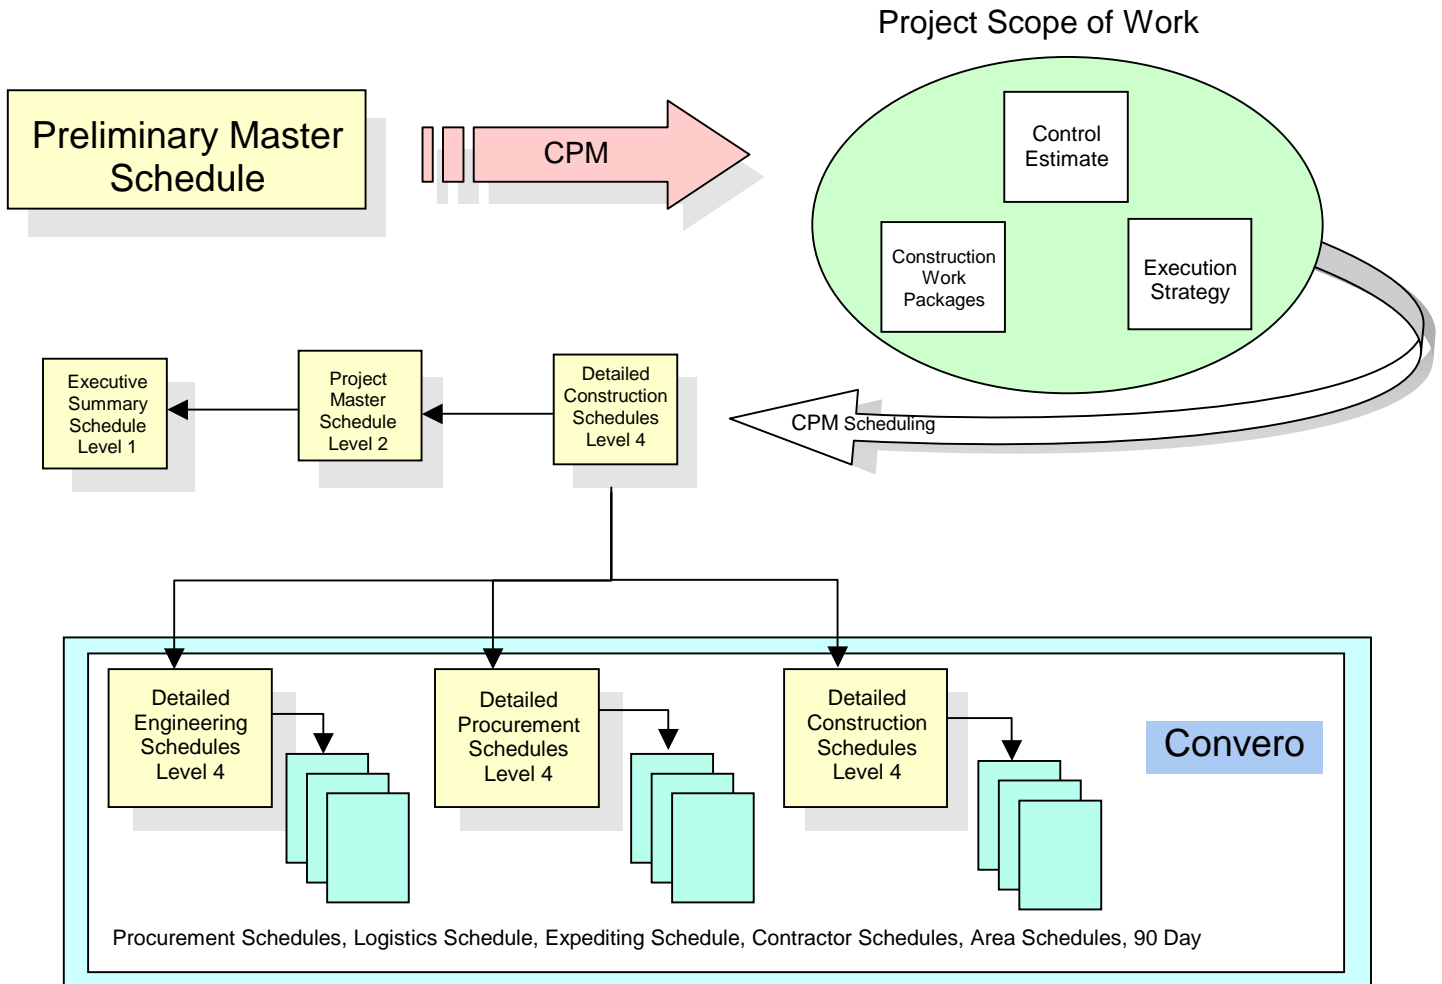 Project Scope of Work
Preliminary Master
Schedule
CPM
Control
Estimate
Construction
Work
Packages
Execution
Strategy
Executive
Summary
Schedule
Level 1
Project
Master
Schedule
Level 2
Detailed
Construction
Schedules
Level 4
CPM Scheduling
Detailed
Engineering
Schedules
Level 4
Detailed
Procurement
Schedules
Level 4
Detailed
Construction
Schedules
Level 4
Convero
Procurement Schedules, Logistics Schedule, Expediting Schedule, Contractor Schedules, Area Schedules, 90 Day